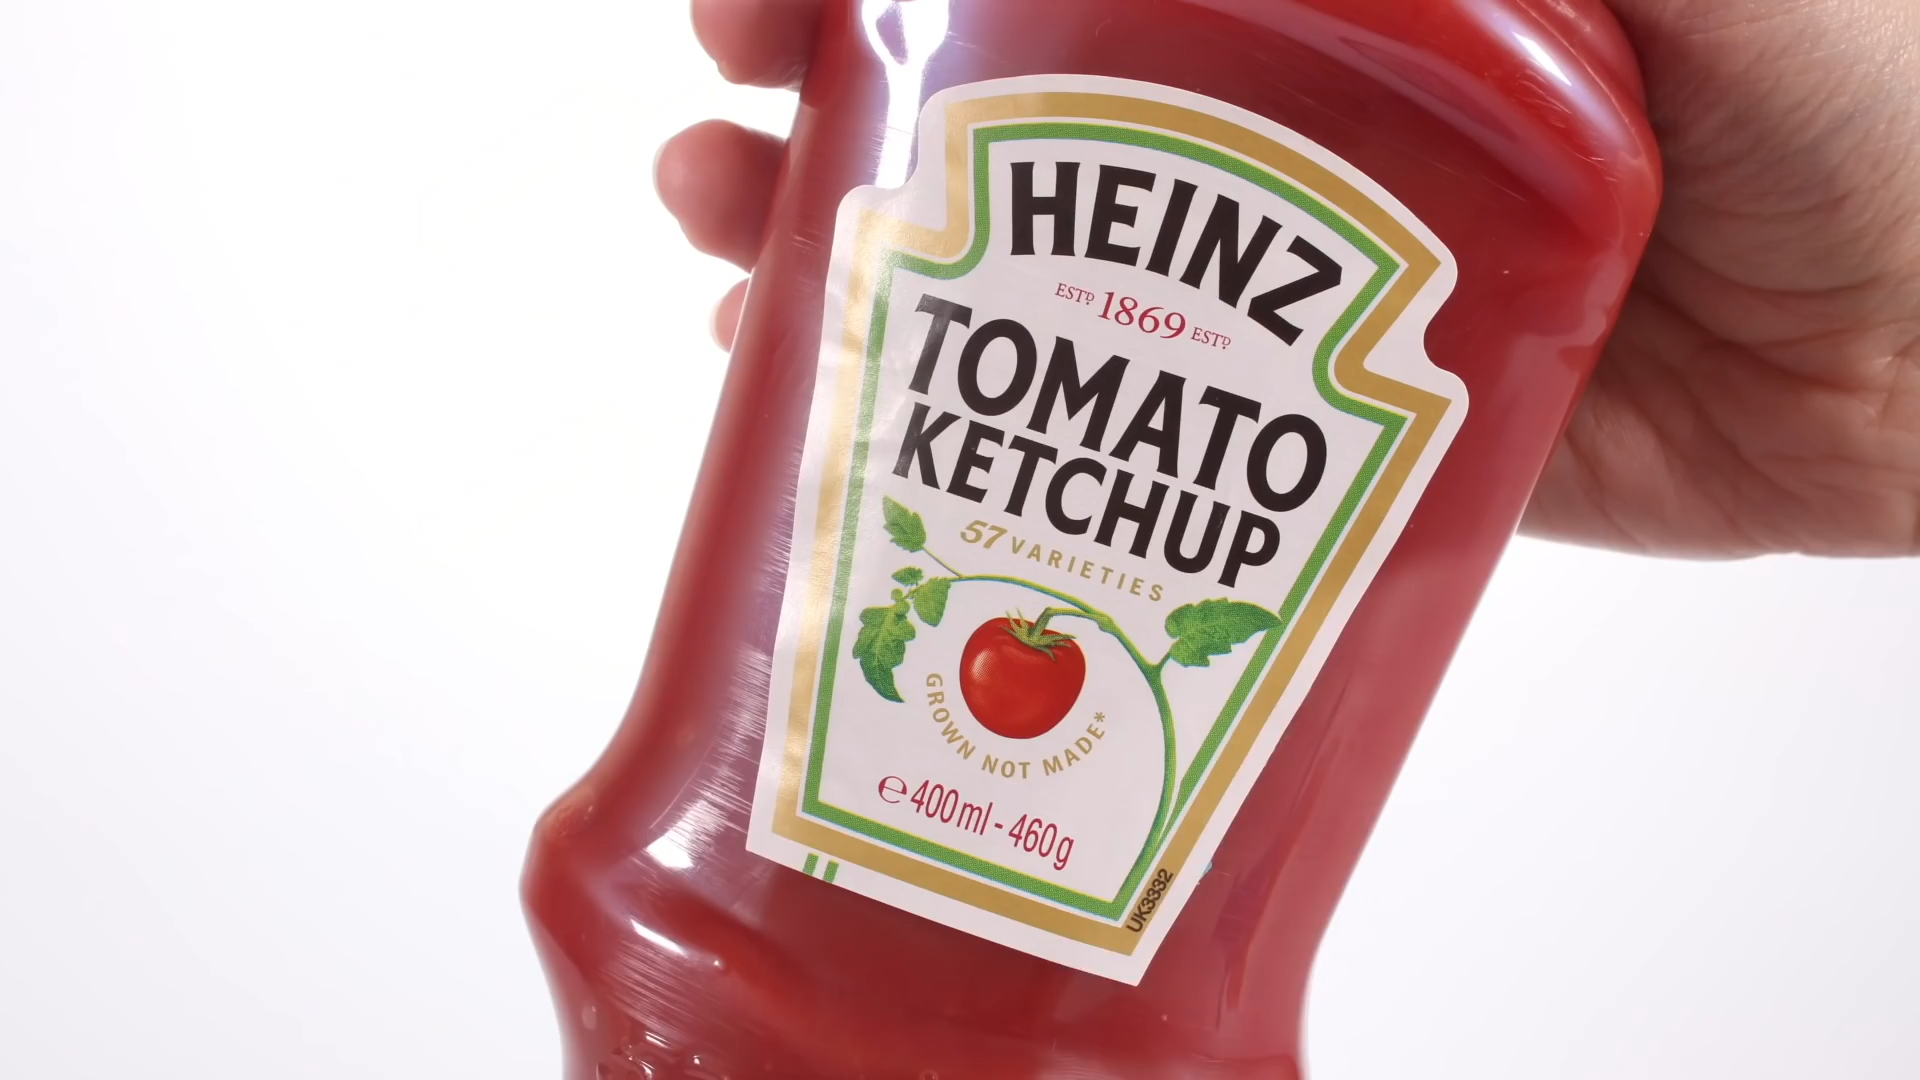 HEINZ
ESTD 1869 ESTD
TOMATO
KETCHUP
57 VARIETIES
GROWN NOT MADE*
℮ 400ml - 460g
UK3332